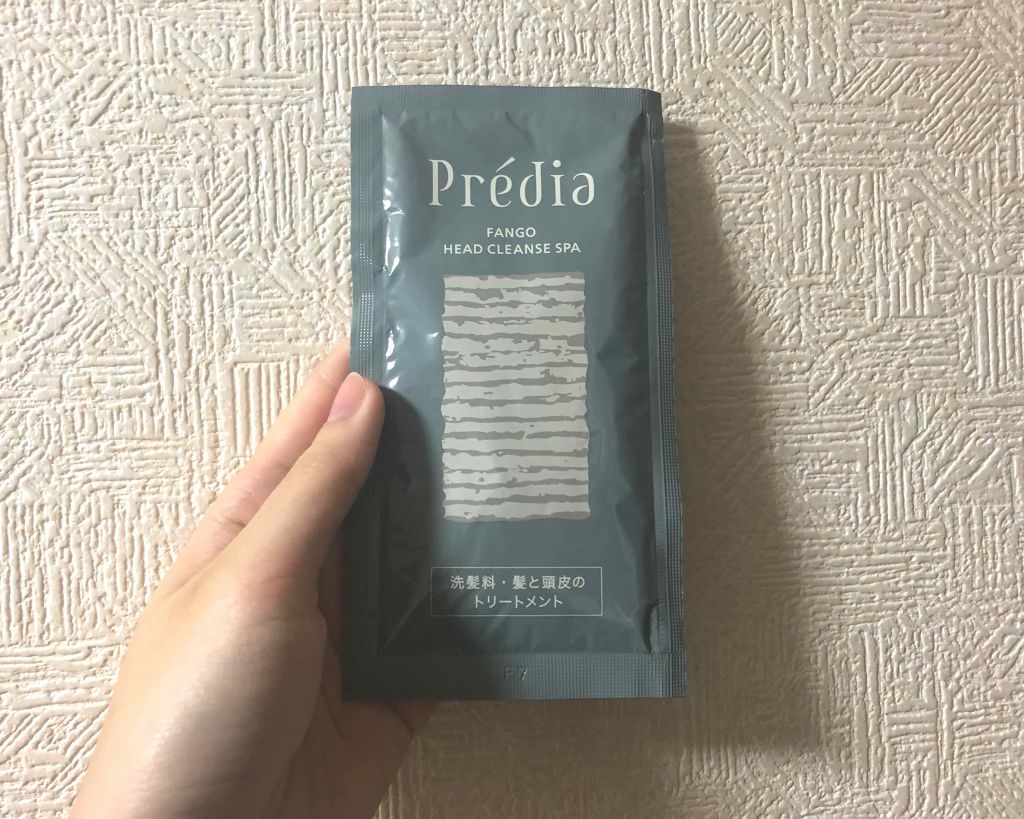 Prédia
FANGO
HEAD CLEANSE SPA
洗髪料・髪と頭皮の
トリートメント
F7